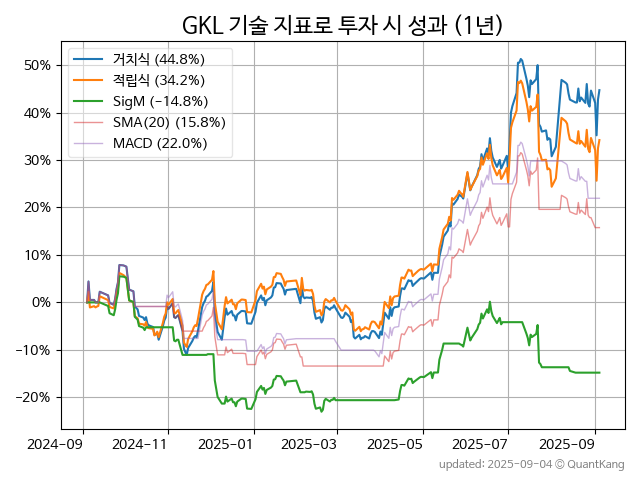 GKL 기술 지표로 투자 시 성과 (1년)
거치식 (44.8%)
적립식 (34.2%)
SigM (−14.8%)
SMA(20) (15.8%)
MACD (22.0%)
50%
40%
30%
20%
10%
0%
−10%
−20%
2024-09 2024-11 2025-01 2025-03 2025-05 2025-07 2025-09
updated: 2025-09-04 © QuantKang